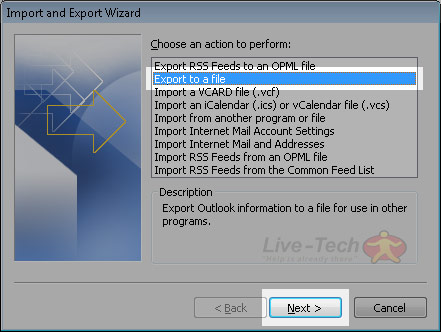 Import and Export Wizard
Choose an action to perform:
Export RSS Feeds to an OPML file
Export to a file
Import a VCARD file (.vcf)
Import an iCalendar (.ics) or vCalendar file (.vcs)
Import from another program or file
Import Internet Mail Account Settings
Import Internet Mail and Addresses
Import RSS Feeds from an OPML file
Import RSS Feeds from the Common Feed List
Description
Export Outlook information to a file for use in other
programs.
Live-Tech
"Help is already there"
< Back
Next >
Cancel